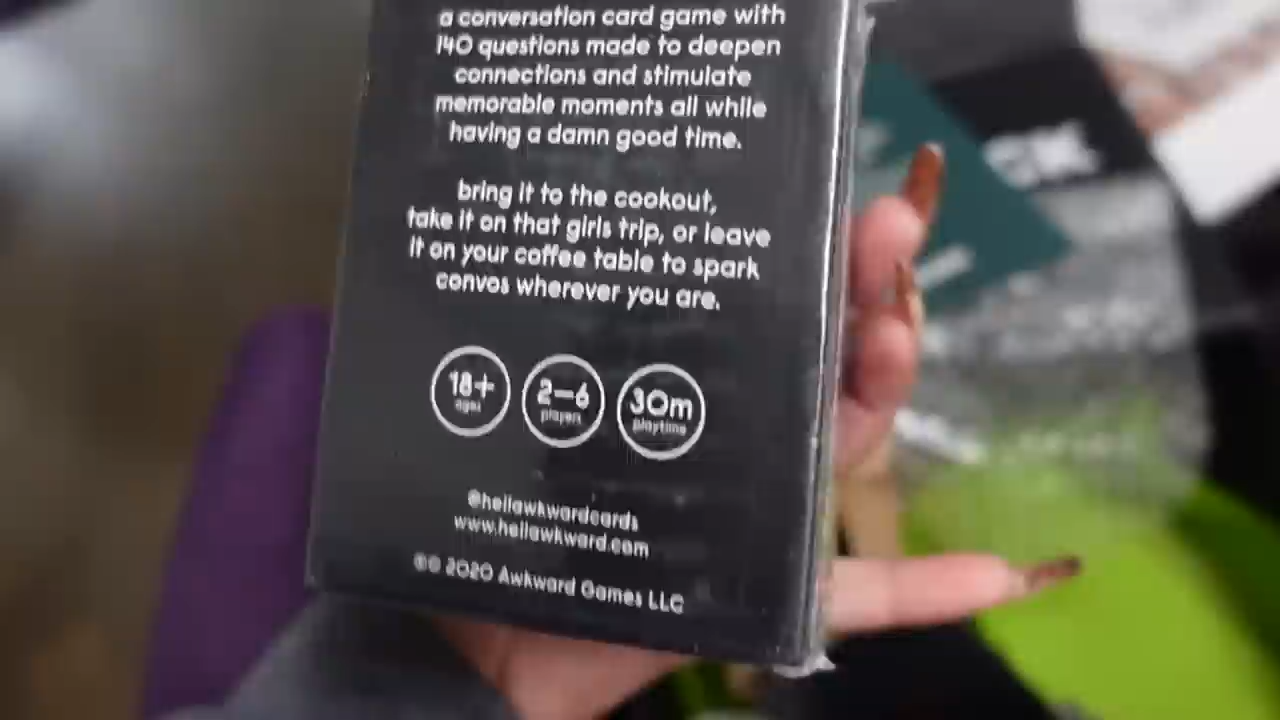 a conversation card game with
140 questions made to deepen
connections and stimulate
memorable moments all while
having a damn good time.
bring it to the cookout,
take it on that girls trip, or leave
it on your coffee table to spark
convos wherever you are.
18+
ages
2–6
players
30m
playtime
@hellawkwardcards
www.hellawkward.com
©® 2020 Awkward Games LLC